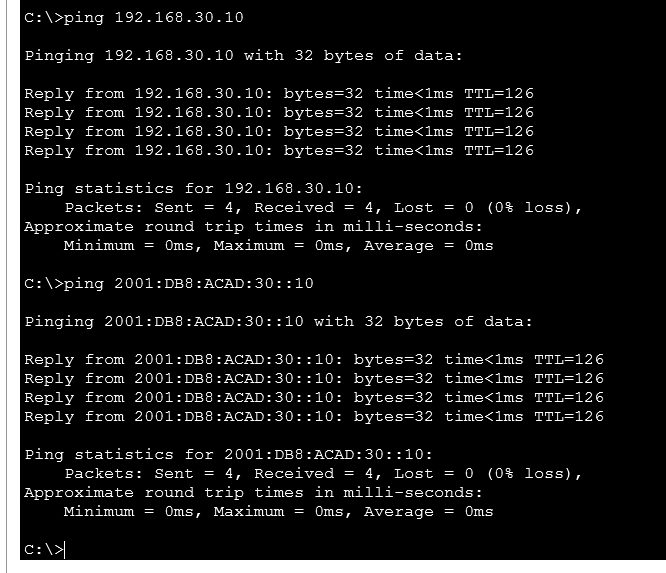 C:\>ping 192.168.30.10
Pinging 192.168.30.10 with 32 bytes of data:
Reply from 192.168.30.10: bytes=32 time<1ms TTL=126
Reply from 192.168.30.10: bytes=32 time<1ms TTL=126
Reply from 192.168.30.10: bytes=32 time<1ms TTL=126
Reply from 192.168.30.10: bytes=32 time<1ms TTL=126
Ping statistics for 192.168.30.10:
    Packets: Sent = 4, Received = 4, Lost = 0 (0% loss),
Approximate round trip times in milli-seconds:
    Minimum = 0ms, Maximum = 0ms, Average = 0ms
C:\>ping 2001:DB8:ACAD:30::10
Pinging 2001:DB8:ACAD:30::10 with 32 bytes of data:
Reply from 2001:DB8:ACAD:30::10: bytes=32 time<1ms TTL=126
Reply from 2001:DB8:ACAD:30::10: bytes=32 time<1ms TTL=126
Reply from 2001:DB8:ACAD:30::10: bytes=32 time<1ms TTL=126
Reply from 2001:DB8:ACAD:30::10: bytes=32 time<1ms TTL=126
Ping statistics for 2001:DB8:ACAD:30::10:
    Packets: Sent = 4, Received = 4, Lost = 0 (0% loss),
Approximate round trip times in milli-seconds:
    Minimum = 0ms, Maximum = 0ms, Average = 0ms
C:\>